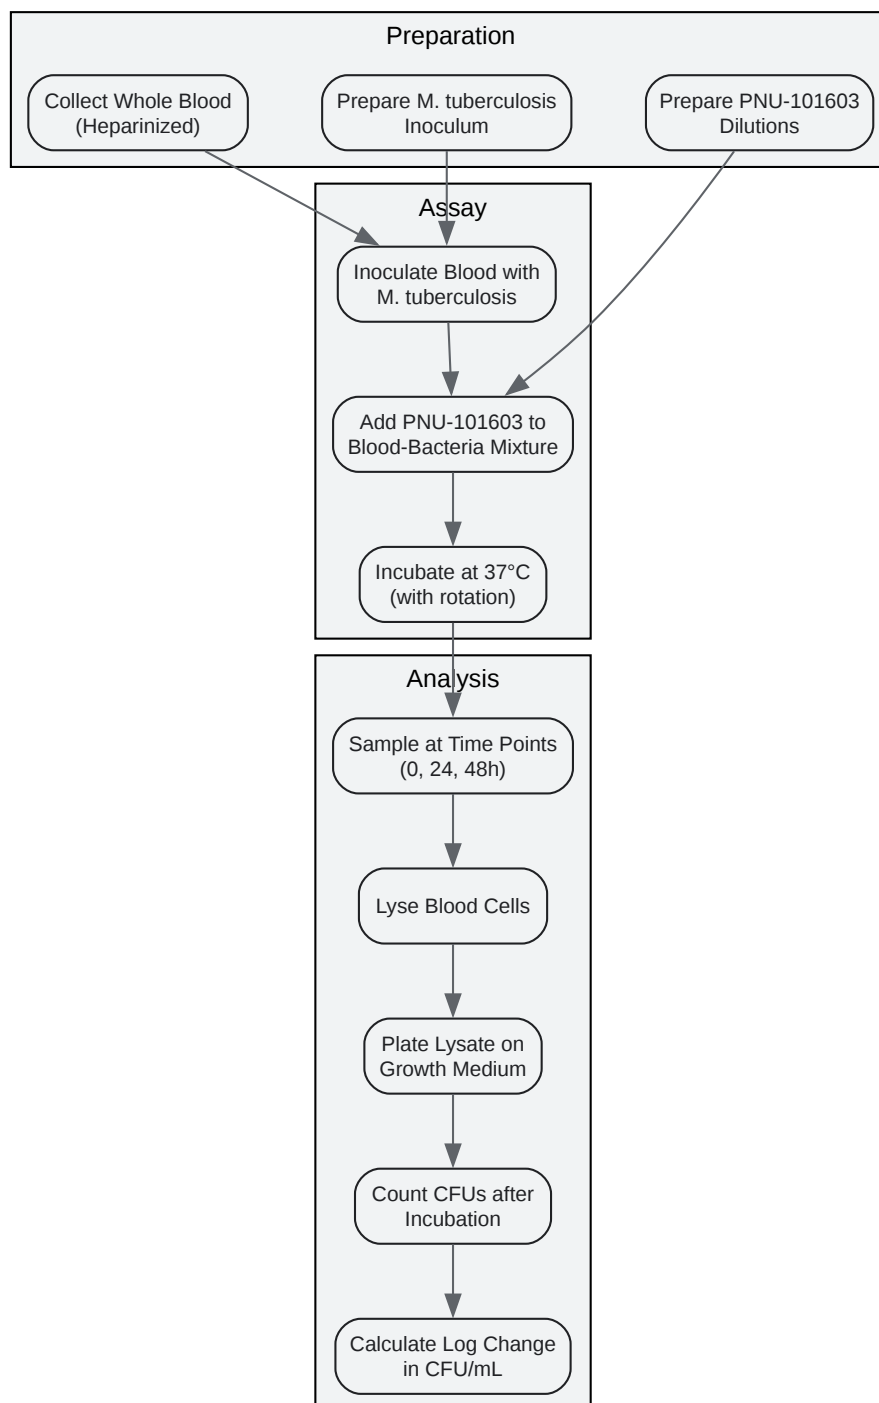 Preparation
Collect Whole Blood
(Heparinized)
Prepare M. tuberculosis
Inoculum
Prepare PNU-101603
Dilutions
Assay
Inoculate Blood with
M. tuberculosis
Add PNU-101603 to
Blood-Bacteria Mixture
Incubate at 37°C
(with rotation)
Analysis
Sample at Time Points
(0, 24, 48h)
Lyse Blood Cells
Plate Lysate on
Growth Medium
Count CFUs after
Incubation
Calculate Log Change
in CFU/mL